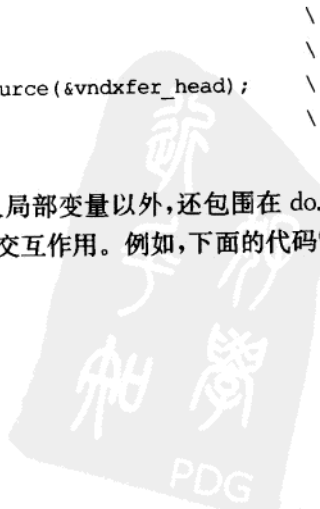 \
\
urce(&vndxfer_head); \
\
局部变量以外,还包围在 do.
交互作用。例如,下面的代码
PDG